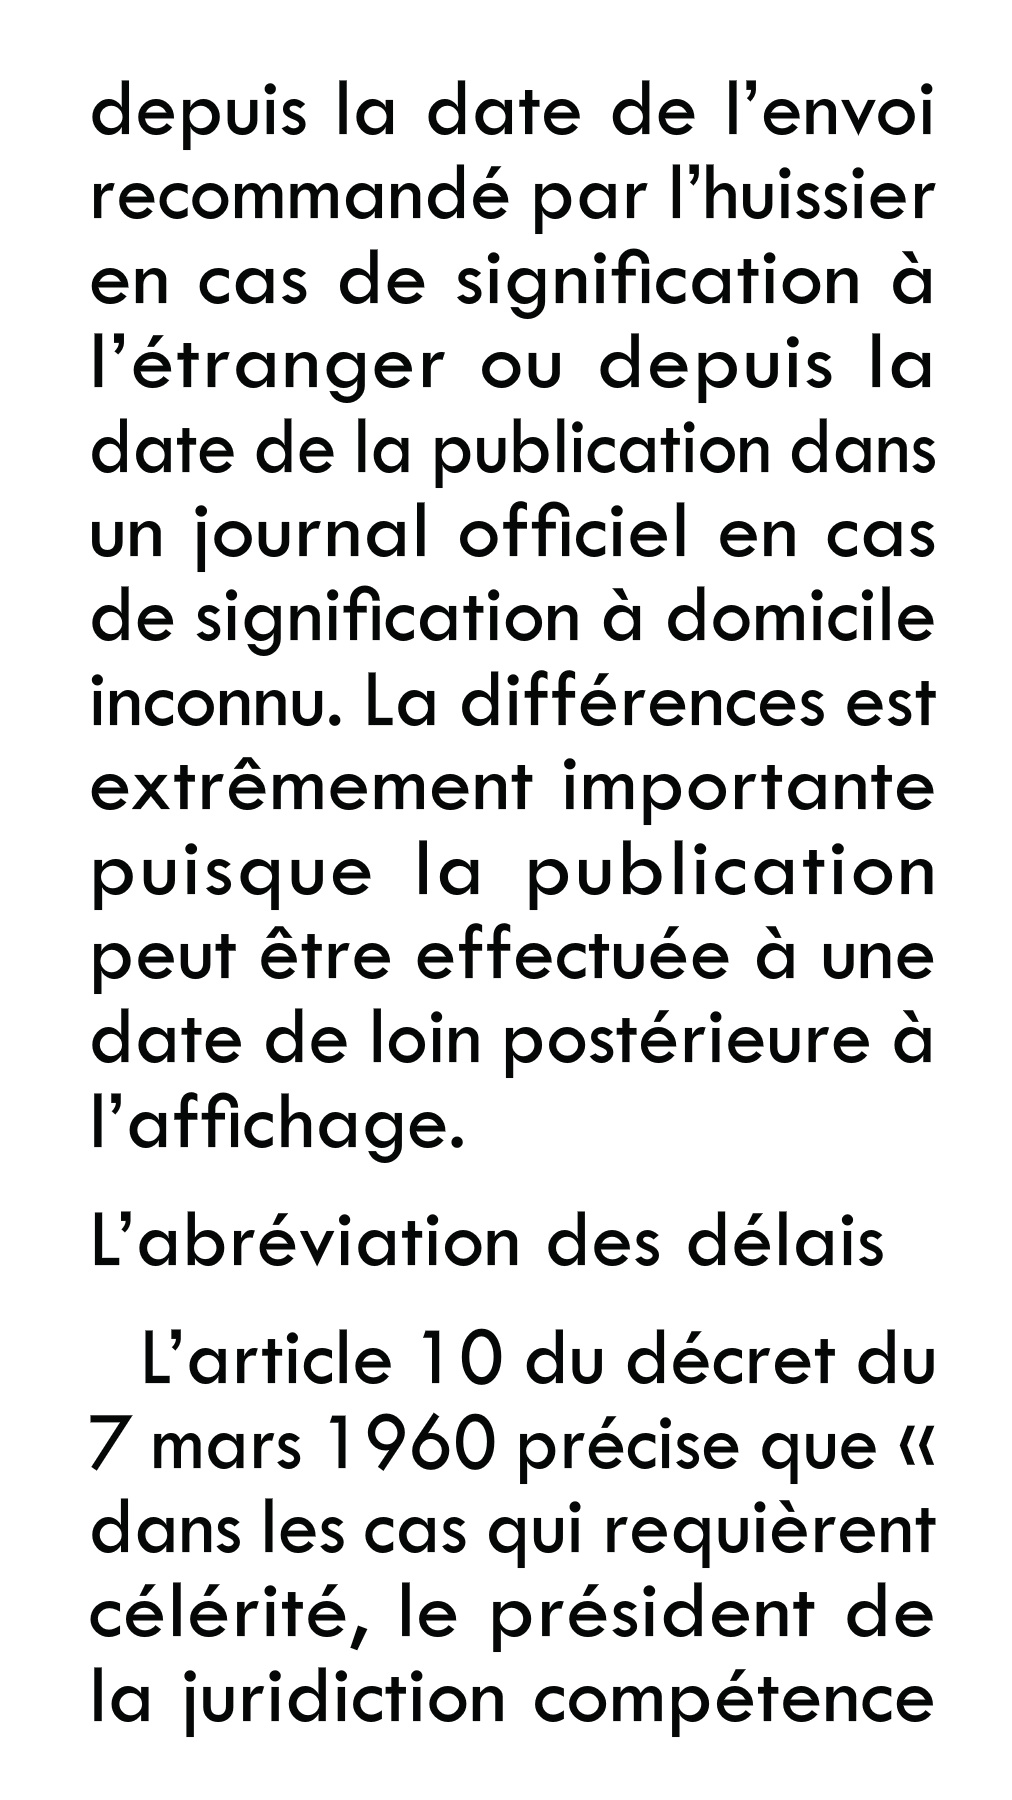 depuis la date de l’envoi
recommandé par l’huissier
en cas de signification à
l’étranger ou depuis la
date de la publication dans
un journal officiel en cas
de signification à domicile
inconnu. La différences est
extrêmement importante
puisque la publication
peut être effectuée à une
date de loin postérieure à
l’affichage.
L’abréviation des délais
L’article 10 du décret du
7 mars 1960 précise que «
dans les cas qui requièrent
célérité, le président de
la juridiction compétence